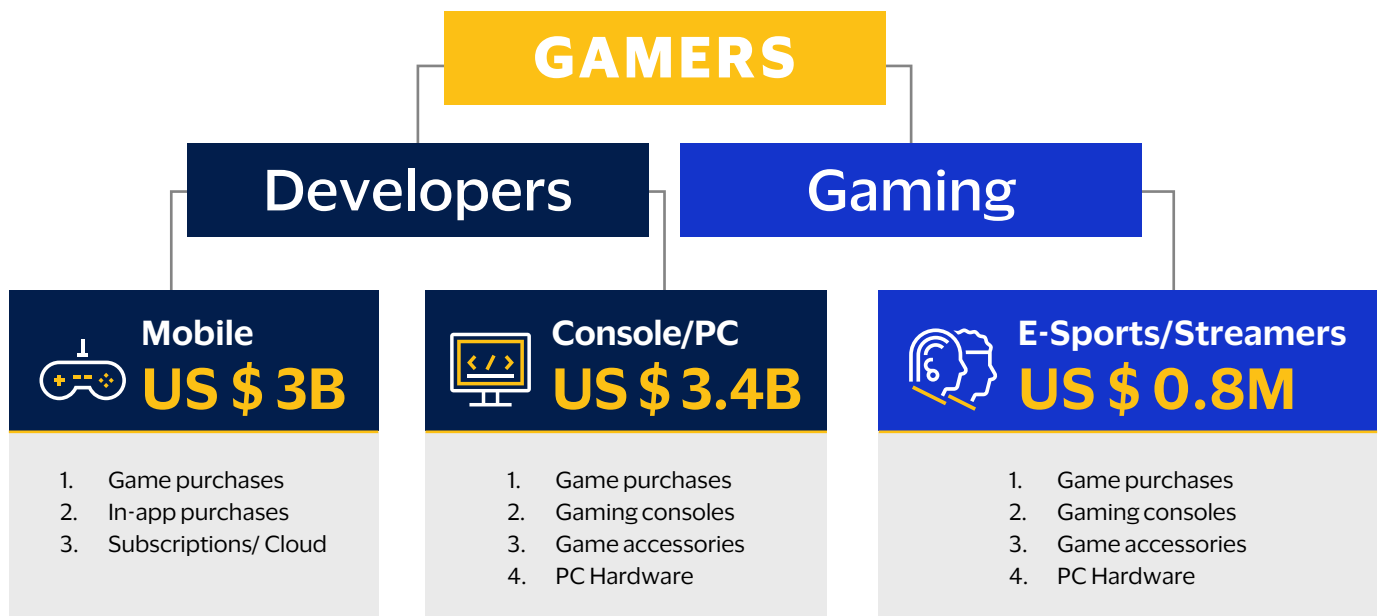 GAMERS
Developers
Gaming
Mobile
US $ 3B
1. Game purchases
2. In-app purchases
3. Subscriptions/ Cloud
Console/PC
US $ 3.4B
1. Game purchases
2. Gaming consoles
3. Game accessories
4. PC Hardware
E-Sports/Streamers
US $ 0.8M
1. Game purchases
2. Gaming consoles
3. Game accessories
4. PC Hardware